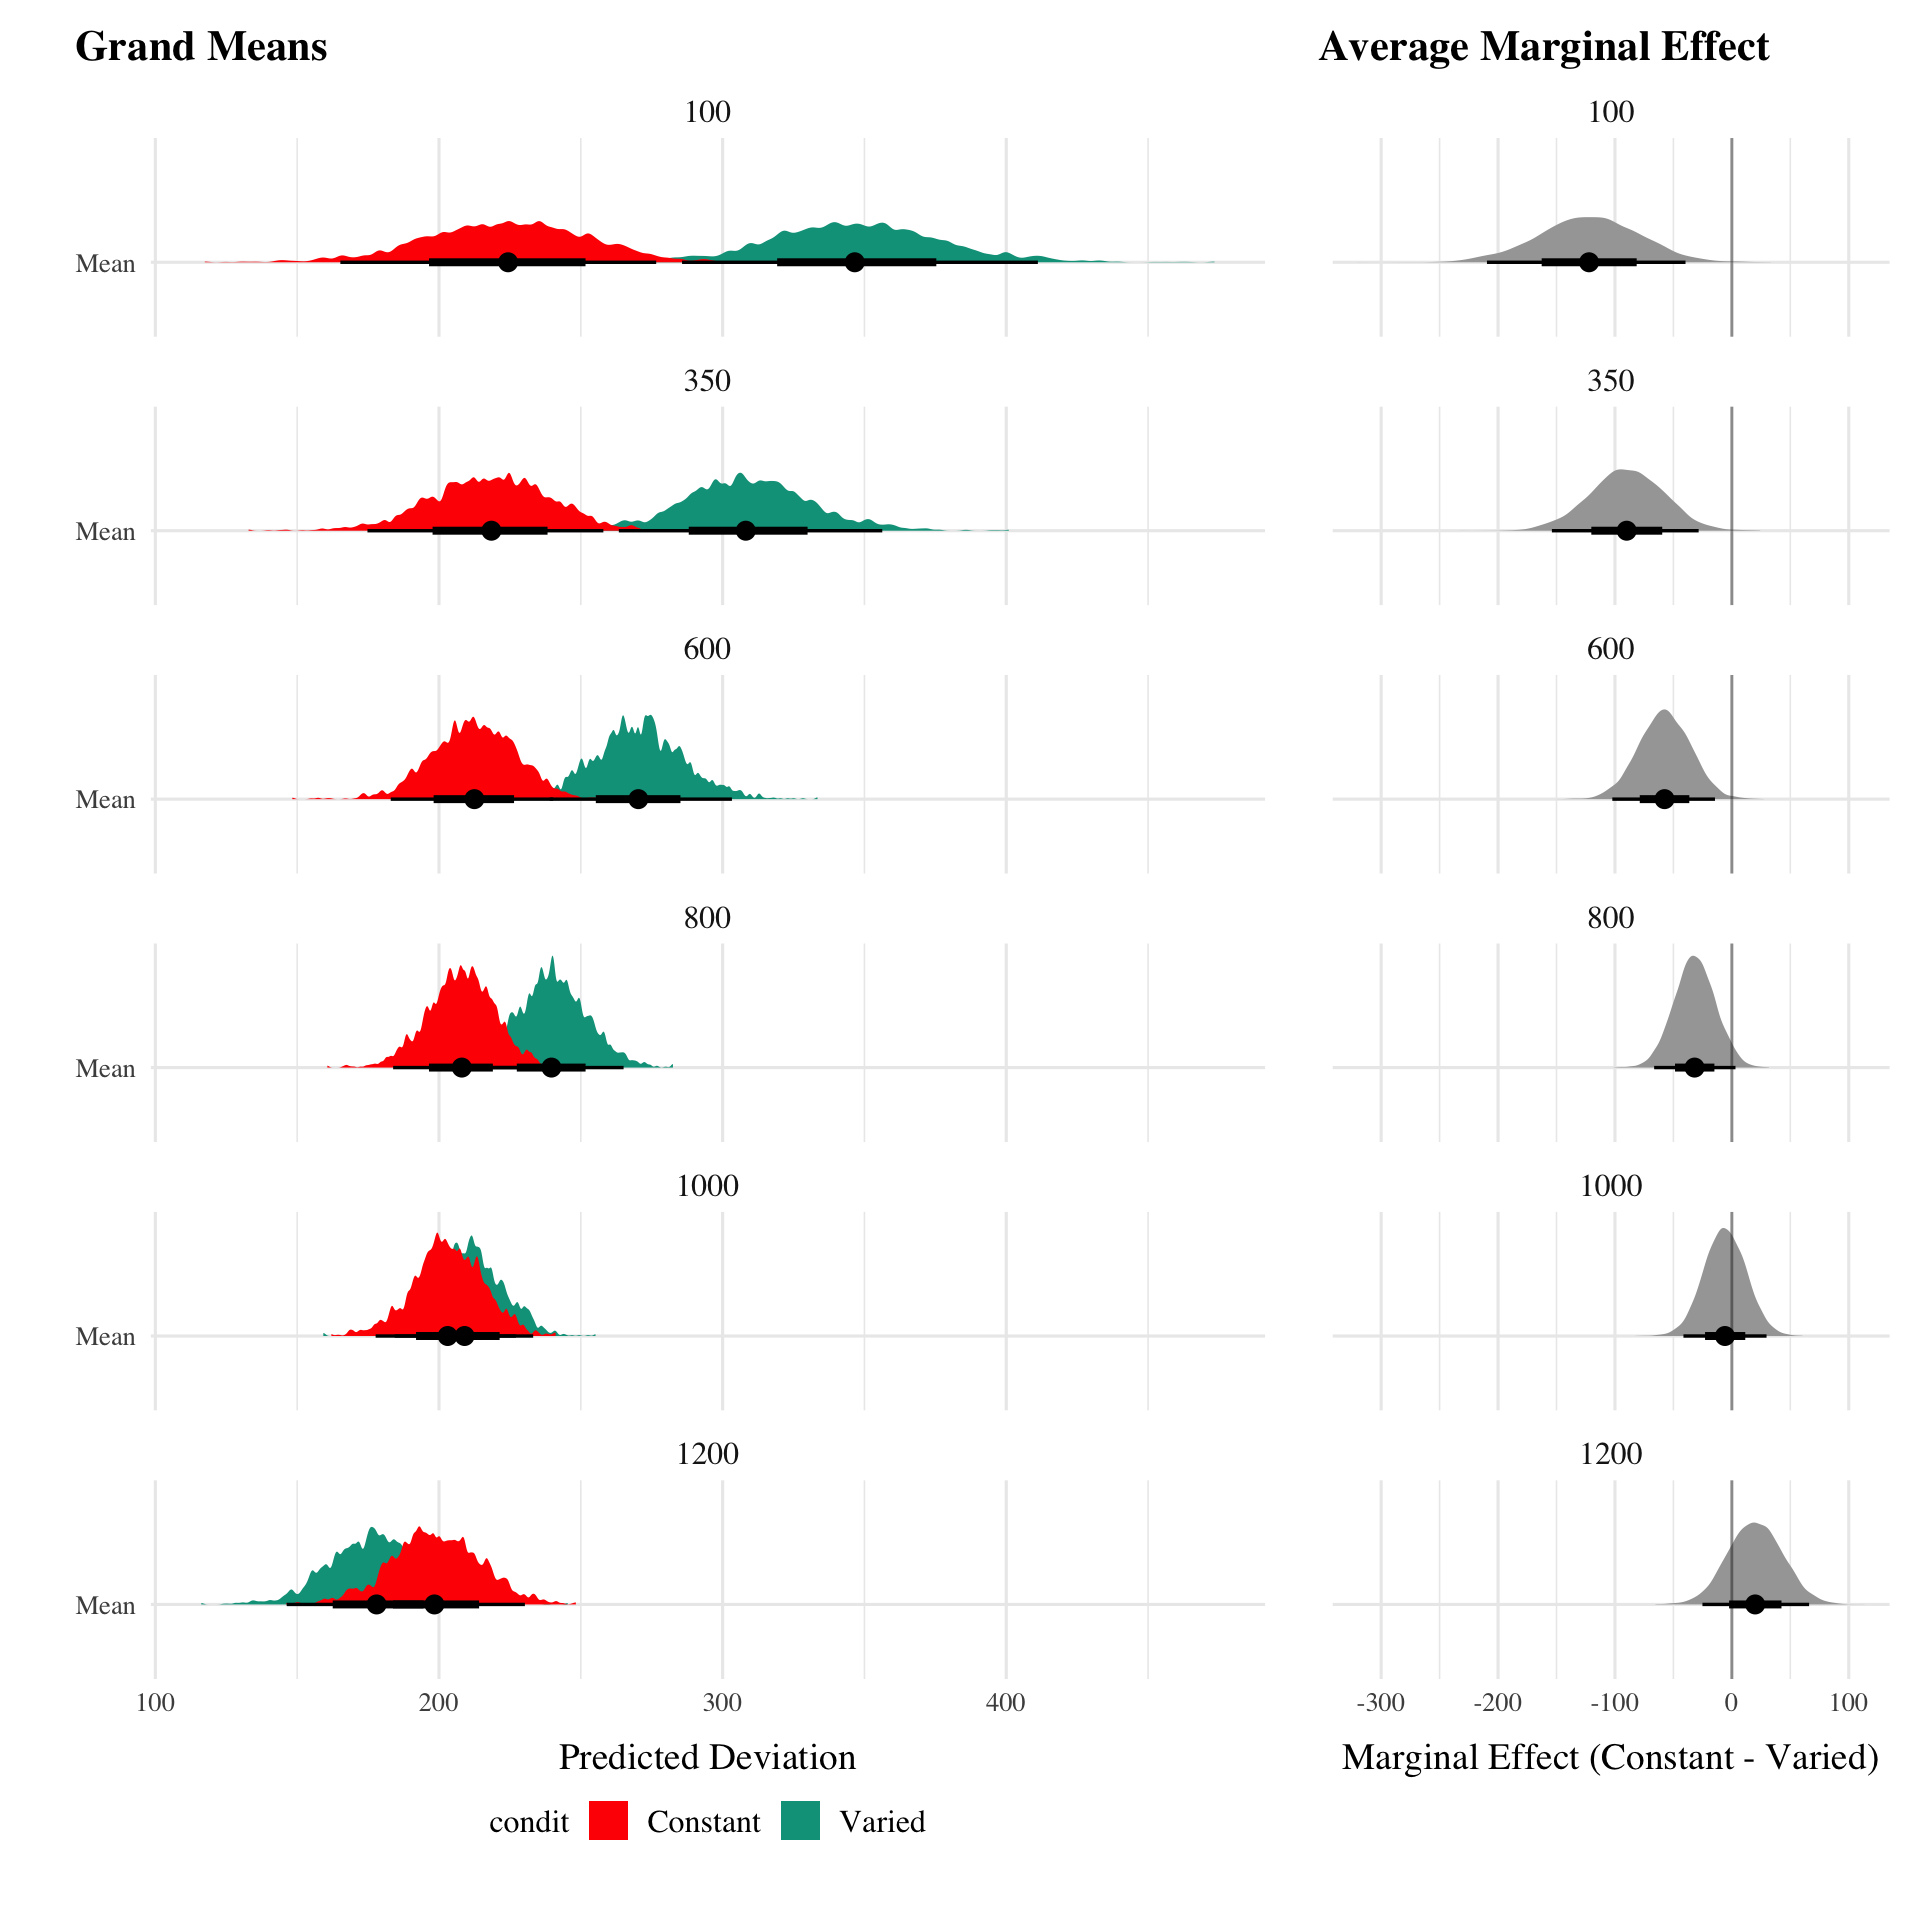 Grand Means
Average Marginal Effect
100
100
Mean
350
350
Mean
600
600
Mean
800
800
Mean
1000
1000
Mean
1200
1200
Mean
100 200 300 400
-300 -200 -100 0 100
Predicted Deviation
Marginal Effect (Constant - Varied)
condit Constant Varied